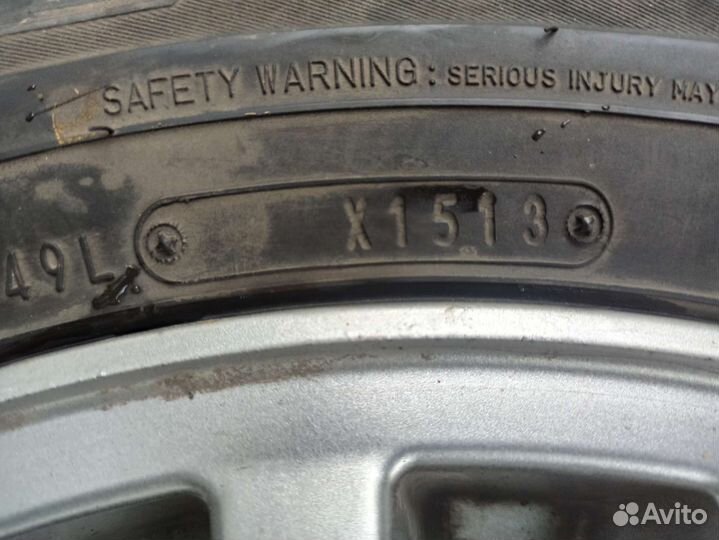 SAFETY WARNING: SERIOUS INJURY MAY
49L X1513
Avito